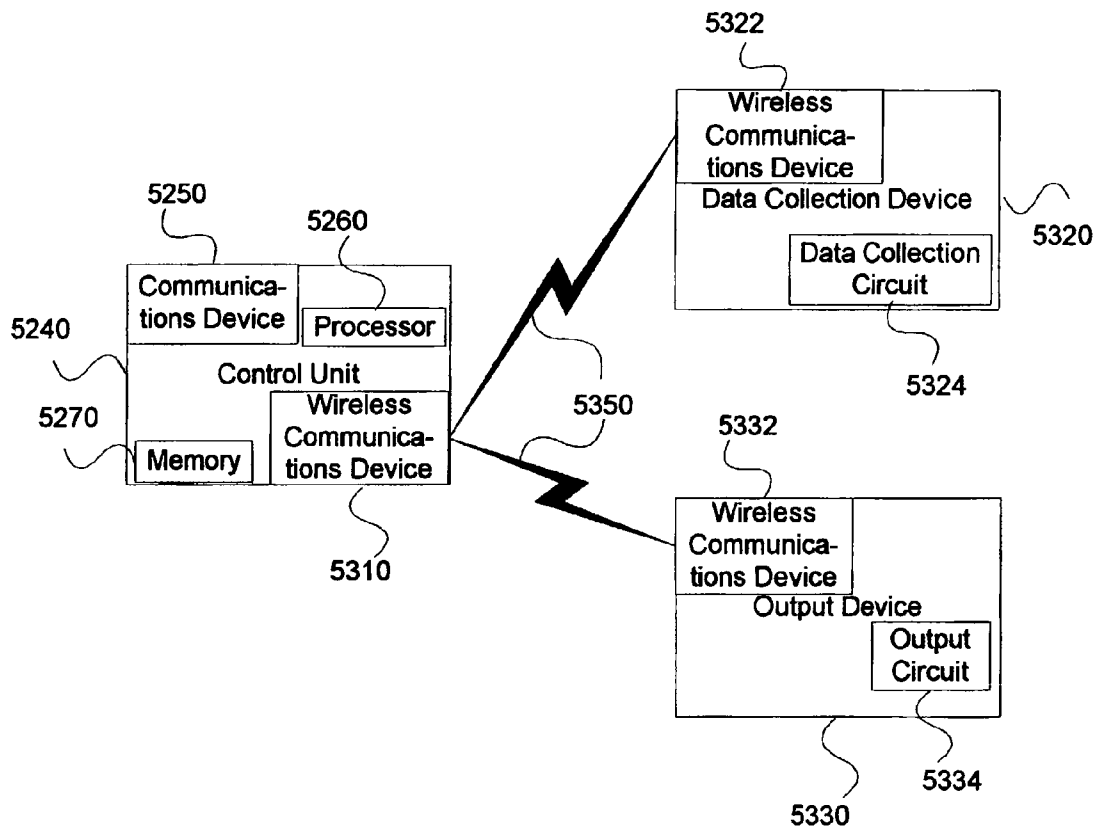 5322
Wireless
Communica-
tions Device
Data Collection Device
5320
Data Collection
Circuit
5324
5250
5260
Communica-
tions Device
Processor
5240
Control Unit
5270
Wireless
Communica-
tions Device
Memory
5310
5350
5332
Wireless
Communica-
tions Device
Output Device
Output
Circuit
5334
5330